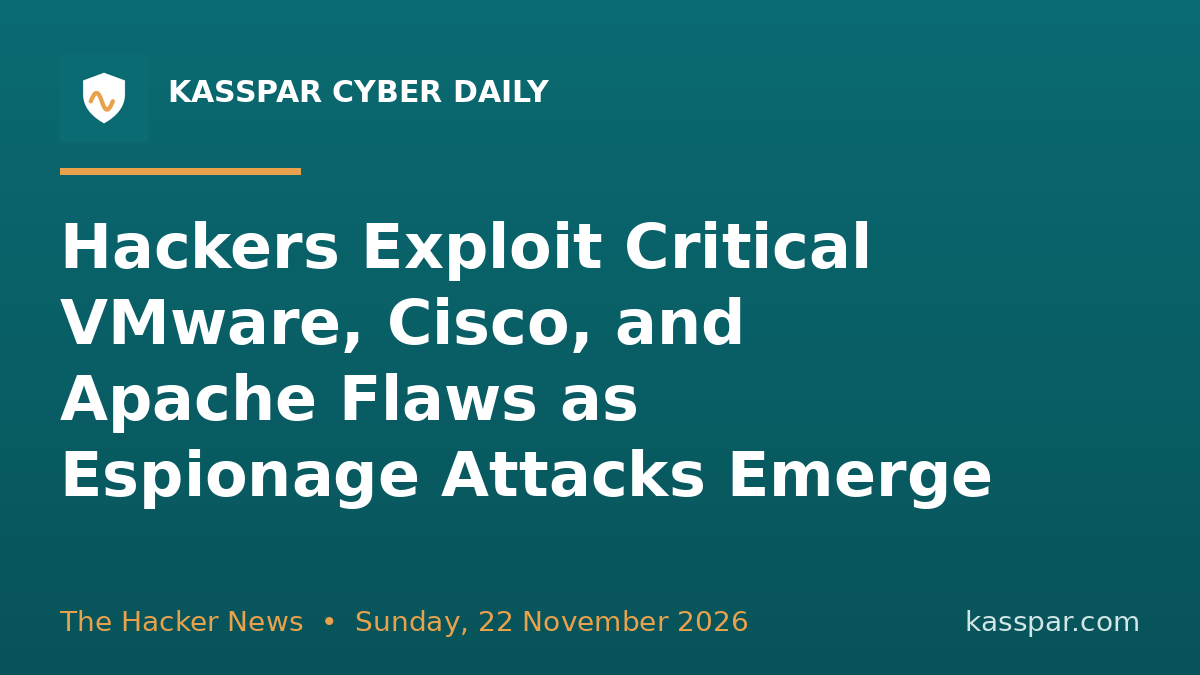 KASSPAR CYBER DAILY
Hackers Exploit Critical
VMware, Cisco, and
Apache Flaws as
Espionage Attacks Emerge
The Hacker News • Sunday, 22 November 2026
kasspar.com